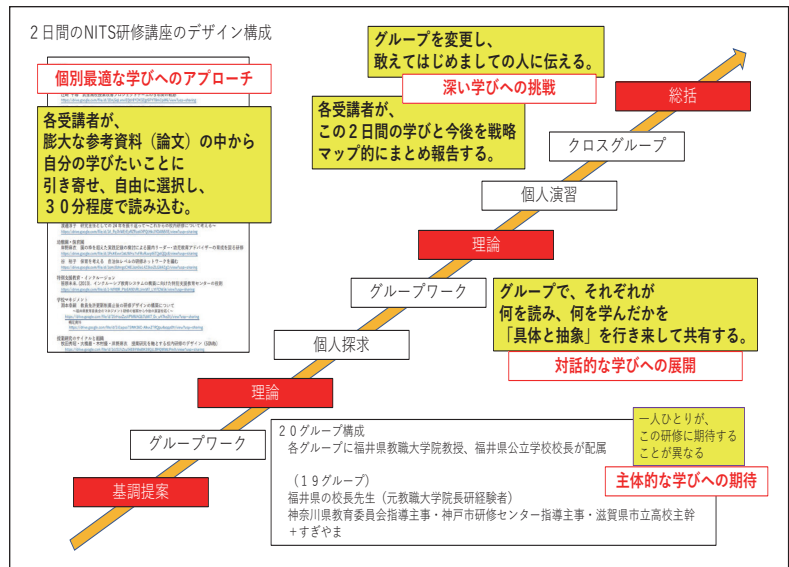 ２日間のNITS研修講座のデザイン構成
個別最適な学びへのアプローチ
各受講者が、
膨大な参考資料（論文）の中から
自分の学びたいことに
引き寄せ、自由に選択し、
３０分程度で読み込む。
グループを変更し、
敢えてはじめましての人に伝える。
深い学びへの挑戦
各受講者が、
この２日間の学びと今後を戦略
マップ的にまとめ報告する。
総括
クロスグループ
個人演習
理論
グループワーク
個人探求
理論
グループワーク
基調提案
グループで、それぞれが
何を読み、何を学んだかを
「具体と抽象」を行き来して共有する。
対話的な学びへの展開
２０グループ構成
各グループに福井県教職大学院教授、福井県公立学校校長が配属
（１９グループ）
福井県の校長先生（元教職大学院長研経験者）
神奈川県教育委員会指導主事・神戸市研修センター指導主事・滋賀県市立高校主幹
＋すぎやま
一人ひとりが、
この研修に期待する
ことが異なる
主体的な学びへの期待